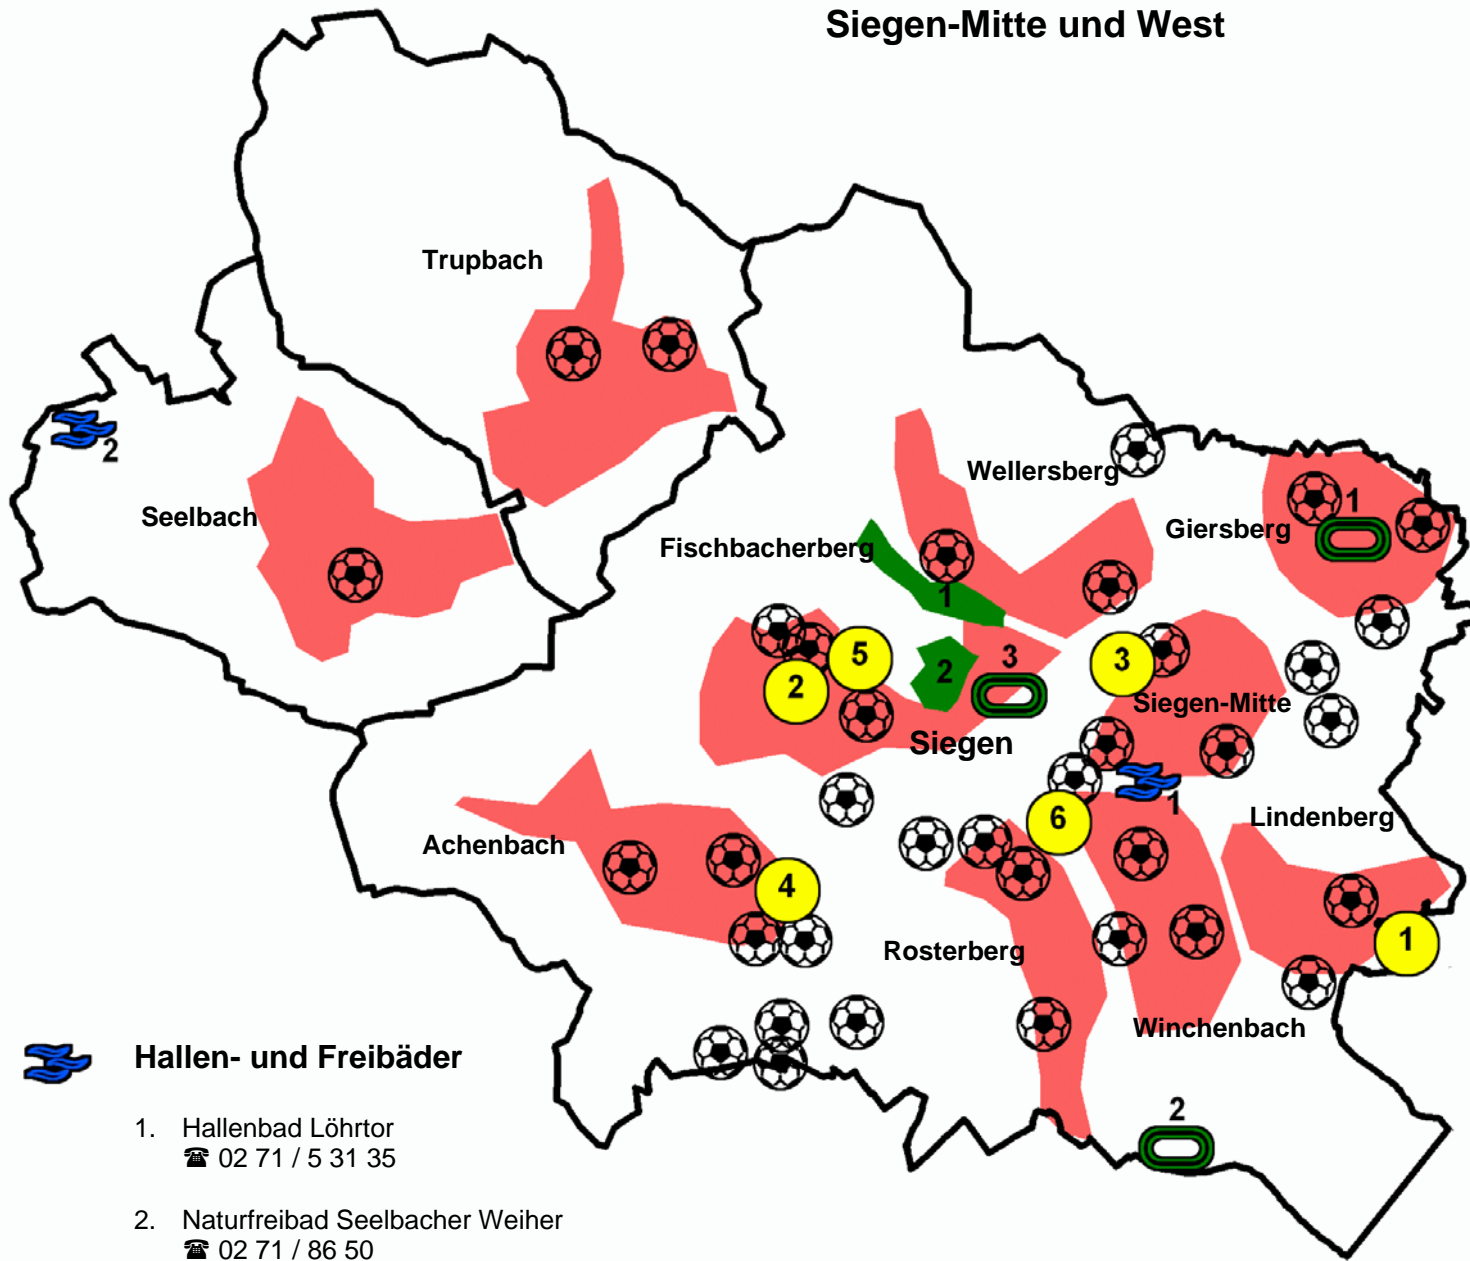 Siegen-Mitte und West
Trupbach
2
Seelbach
Wellersberg
Giersberg
1
Fischbacherberg
1
5
2
2
3
3
Siegen-Mitte
Siegen
1
6
Lindenberg
Achenbach
4
Rosterberg
1
Winchenbach
2
Hallen- und Freibäder
1. Hallenbad Löhrtor
☎ 02 71 / 5 31 35
2. Naturfreibad Seelbacher Weiher
☎ 02 71 / 86 50